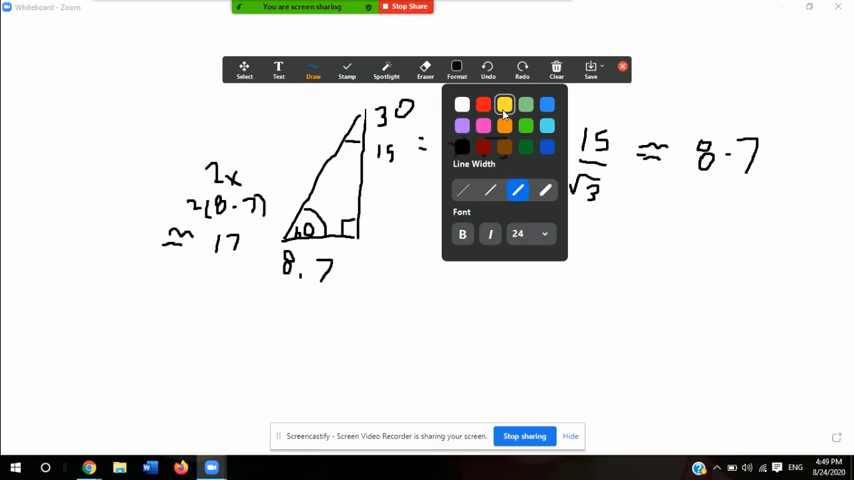 Whiteboard - Zoom
You are screen sharing
Stop Share
Select
Text
Draw
Stamp
Spotlight
Eraser
Format
Undo
Redo
Clear
Save
30
15 =
15
√3
≈ 8.7
2x
2(8.7)
≈ 17
60
8.7
Line Width
Font
B I 24
Screencastify - Screen Video Recorder is sharing your screen.
Stop sharing
Hide
ENG
4:49 PM
8/24/2020